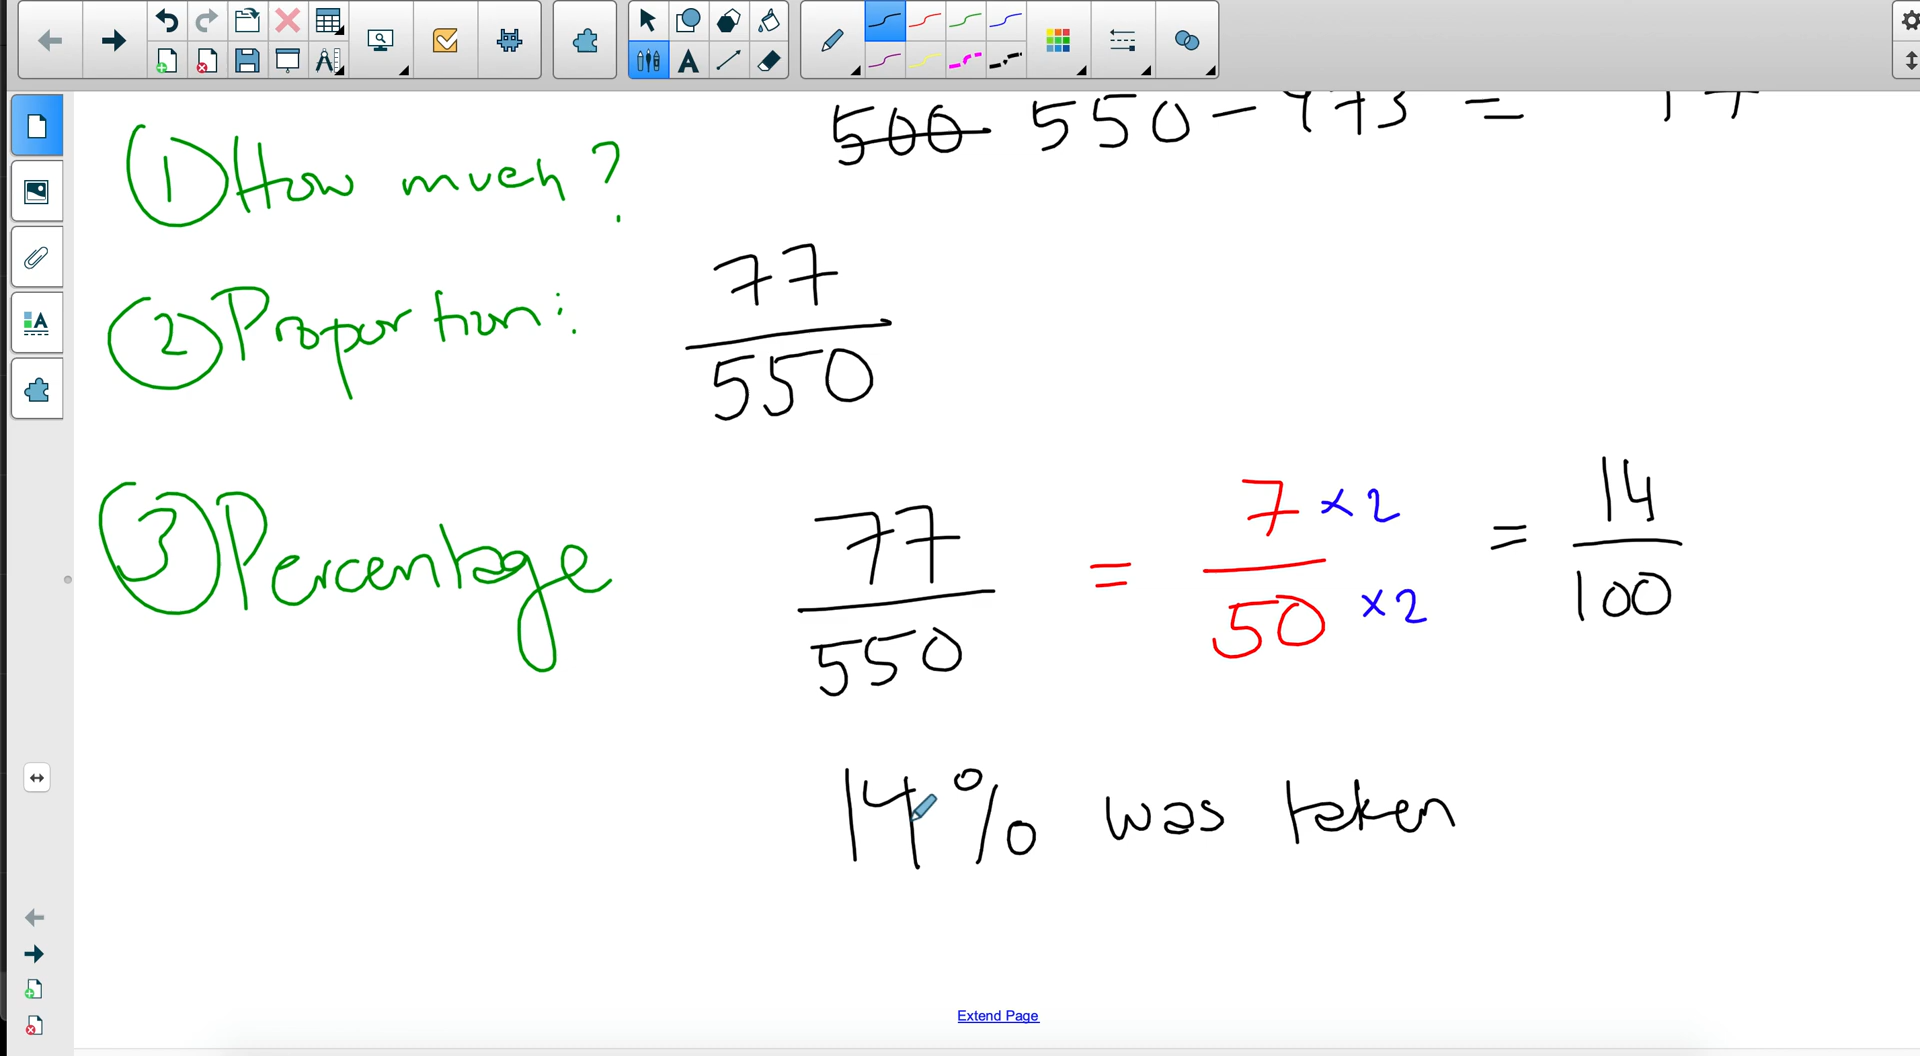 500 550 - 473 = 77
① How much?
② Proportion: 77/550
③ Percentage 77/550 = 7 ×2/50 ×2 = 14/100
14% was taken
Extend Page